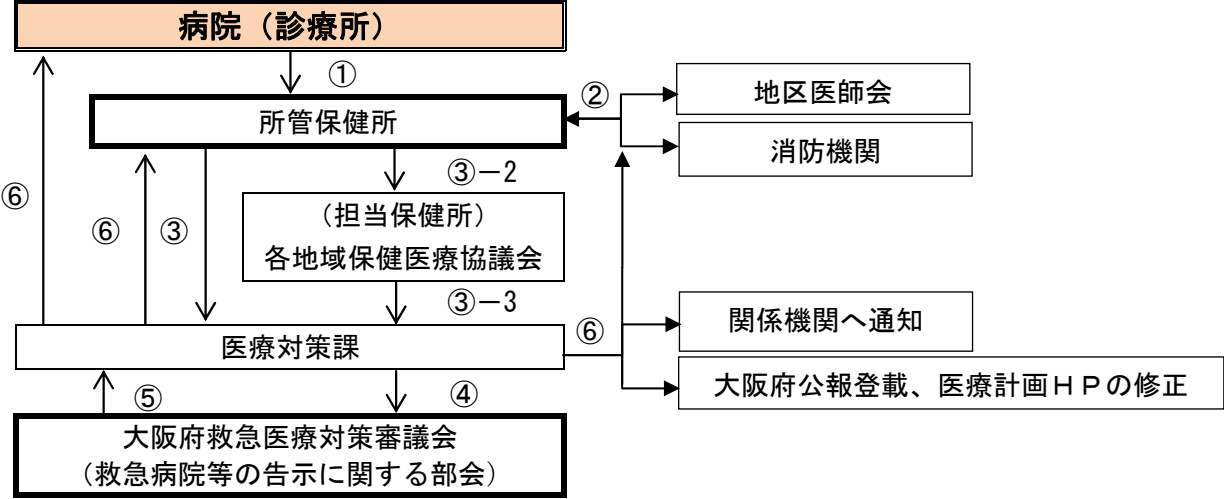 病院（診療所）
①
所管保健所
②
地区医師会
消防機関
③－2
⑥
⑥
③
（担当保健所）
各地域保健医療協議会
③－3
医療対策課
⑥
関係機関へ通知
大阪府公報登載、医療計画ＨＰの修正
⑤
④
大阪府救急医療対策審議会
（救急病院等の告示に関する部会）